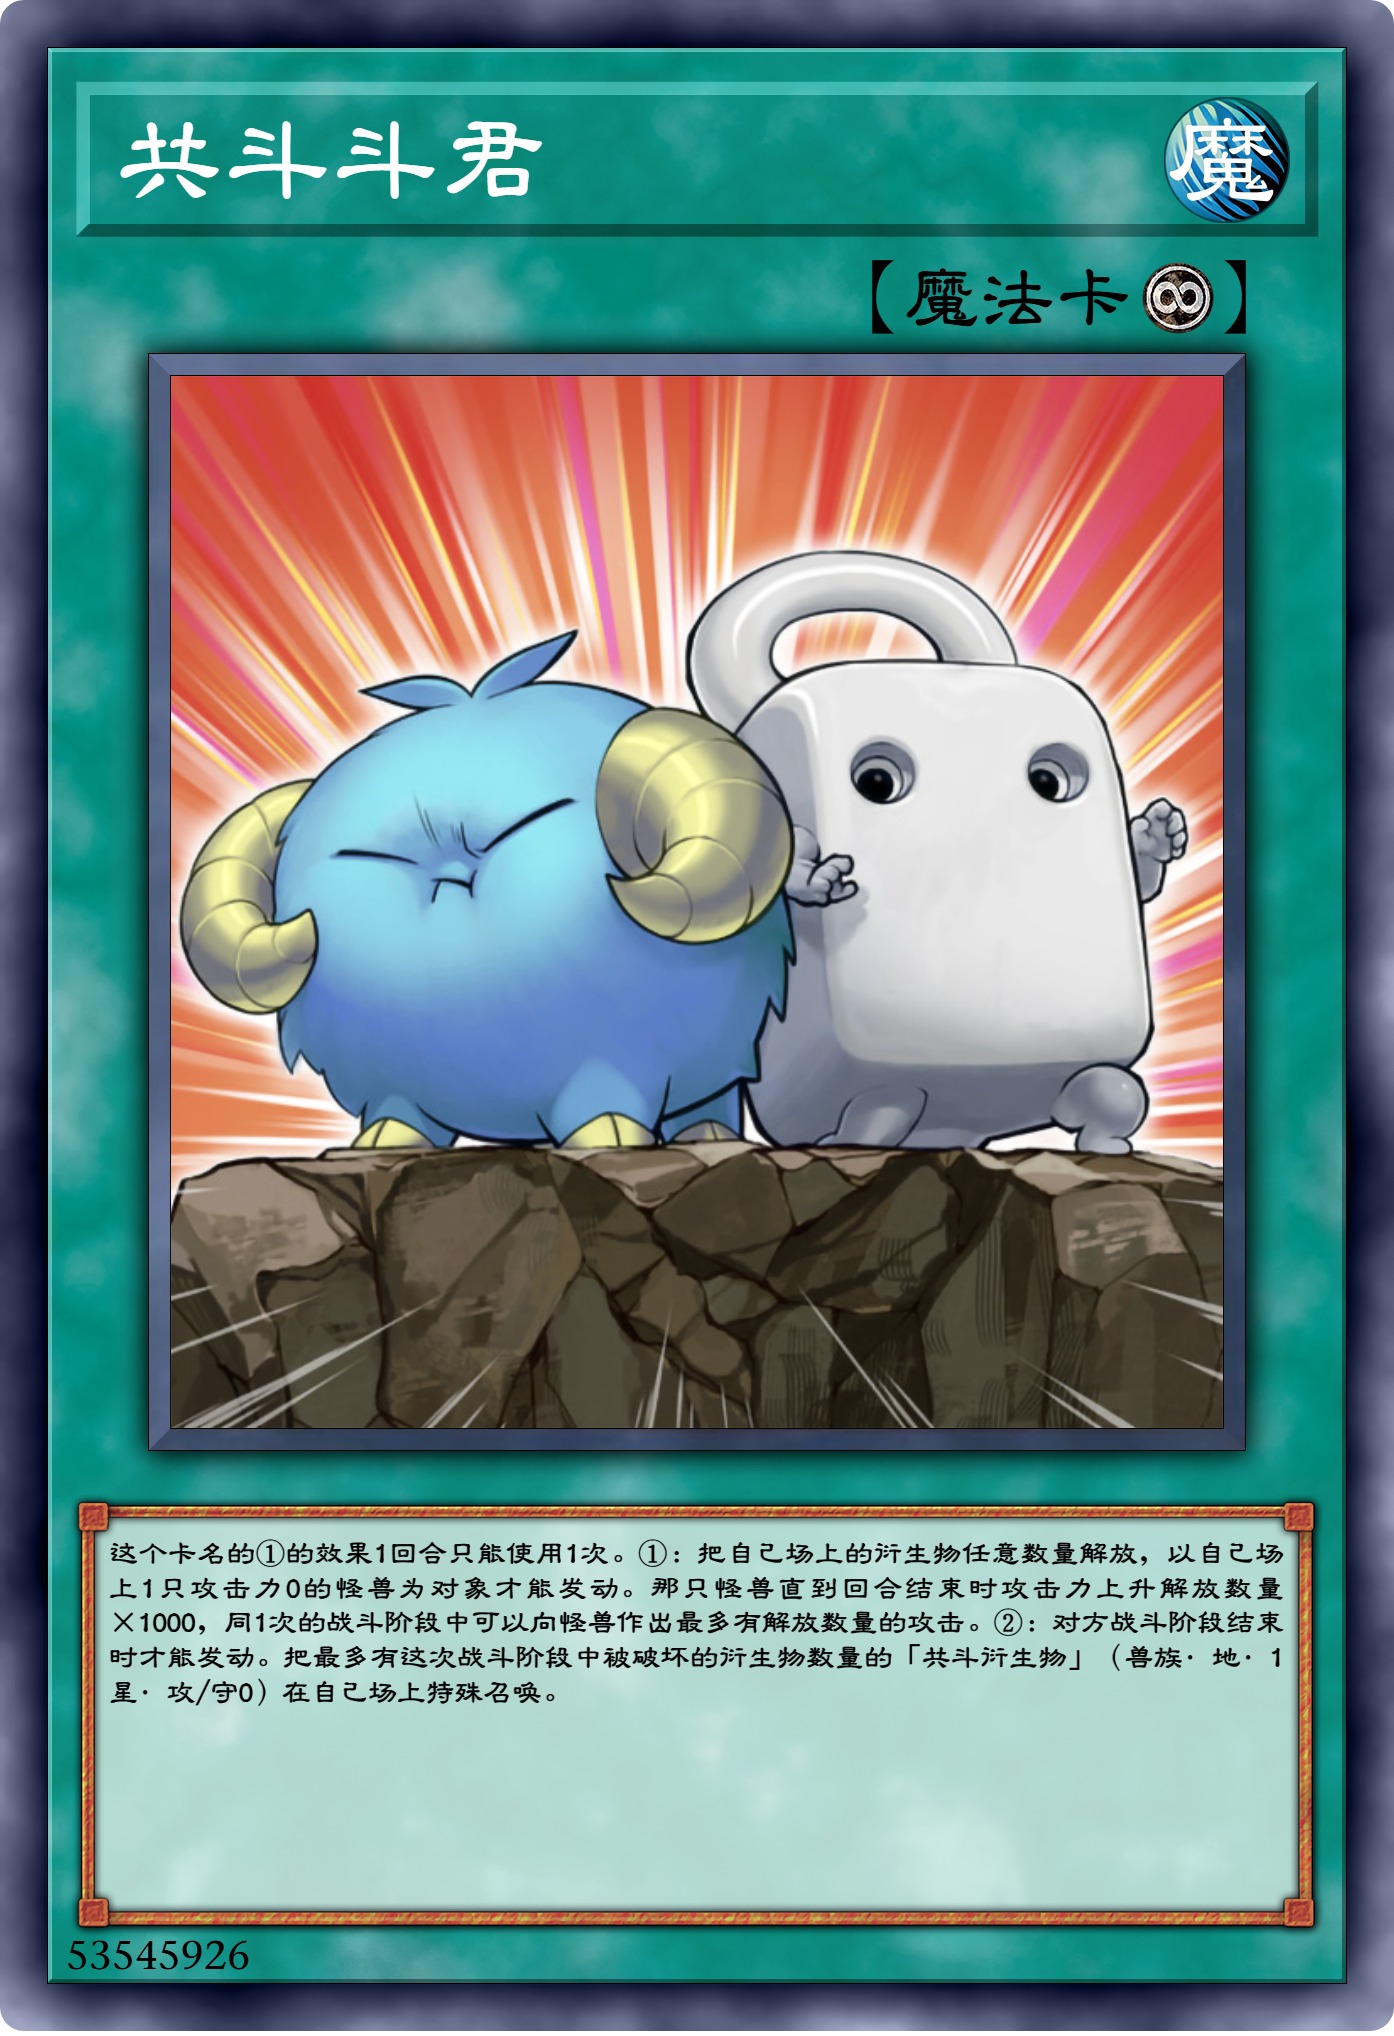 共斗斗君
魔
【魔法卡】
这个卡名的①的效果1回合只能使用1次。①：把自己场上的衍生物任意数量解放，以自己场
上1只攻击力0的怪兽为对象才能发动。那只怪兽直到回合结束时攻击力上升解放数量
×1000，同1次的战斗阶段中可以向怪兽作出最多有解放数量的攻击。②：对方战斗阶段结束
时才能发动。把最多有这次战斗阶段中被破坏的衍生物数量的「共斗衍生物」（兽族·地·1
星·攻/守0）在自己场上特殊召唤。
53545926